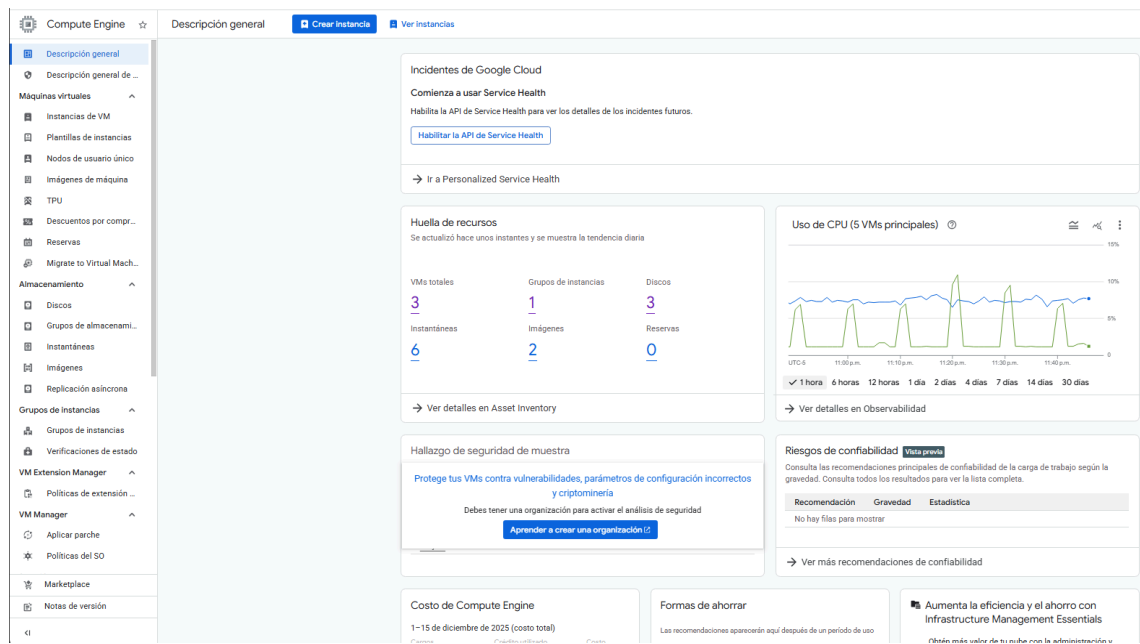 Compute Engine
Descripción general
Crear instancia
Ver instancias
Descripción general
Descripción general de ...
Máquinas virtuales
Instancias de VM
Plantillas de instancias
Nodos de usuario único
Imágenes de máquina
TPU
Descuentos por compr...
Reservas
Migrate to Virtual Mach...
Almacenamiento
Discos
Grupos de almacenami...
Instantáneas
Imágenes
Replicación asíncrona
Grupos de instancias
Grupos de instancias
Verificaciones de estado
VM Extension Manager
Políticas de extensión ...
VM Manager
Aplicar parche
Políticas del SO
Marketplace
Notas de versión
Incidentes de Google Cloud
Comienza a usar Service Health
Habilita la API de Service Health para ver los detalles de los incidentes futuros.
Habilitar la API de Service Health
Ir a Personalized Service Health
Huella de recursos
Se actualizó hace unos instantes y se muestra la tendencia diaria
VMs totales Grupos de instancias Discos
3 1 3
Instantáneas Imágenes Reservas
6 2 0
Ver detalles en Asset Inventory
Uso de CPU (5 VMs principales)
15%
10%
5%
0
UTC-5 11:00 p.m. 11:10 p.m. 11:20 p.m. 11:30 p.m. 11:40 p.m.
1 hora 6 horas 12 horas 1 día 2 días 4 días 7 días 14 días 30 días
Ver detalles en Observabilidad
Hallazgo de seguridad de muestra
Protege tus VMs contra vulnerabilidades, parámetros de configuración incorrectos
y criptominería
Debes tener una organización para activar el análisis de seguridad
Aprender a crear una organización
Riesgos de confiabilidad Vista previa
Consulta las recomendaciones principales de confiabilidad de la carga de trabajo según la
gravedad. Consulta todos los resultados para ver la lista completa.
Recomendación Gravedad Estadística
No hay filas para mostrar
Ver más recomendaciones de confiabilidad
Costo de Compute Engine
1–15 de diciembre de 2025 (costo total)
Cargos Crédito utilizado Costo
Formas de ahorrar
Las recomendaciones aparecerán aquí después de un período de uso
Aumenta la eficiencia y el ahorro con
Infrastructure Management Essentials
Obtén más valor de tu nube con la administración y